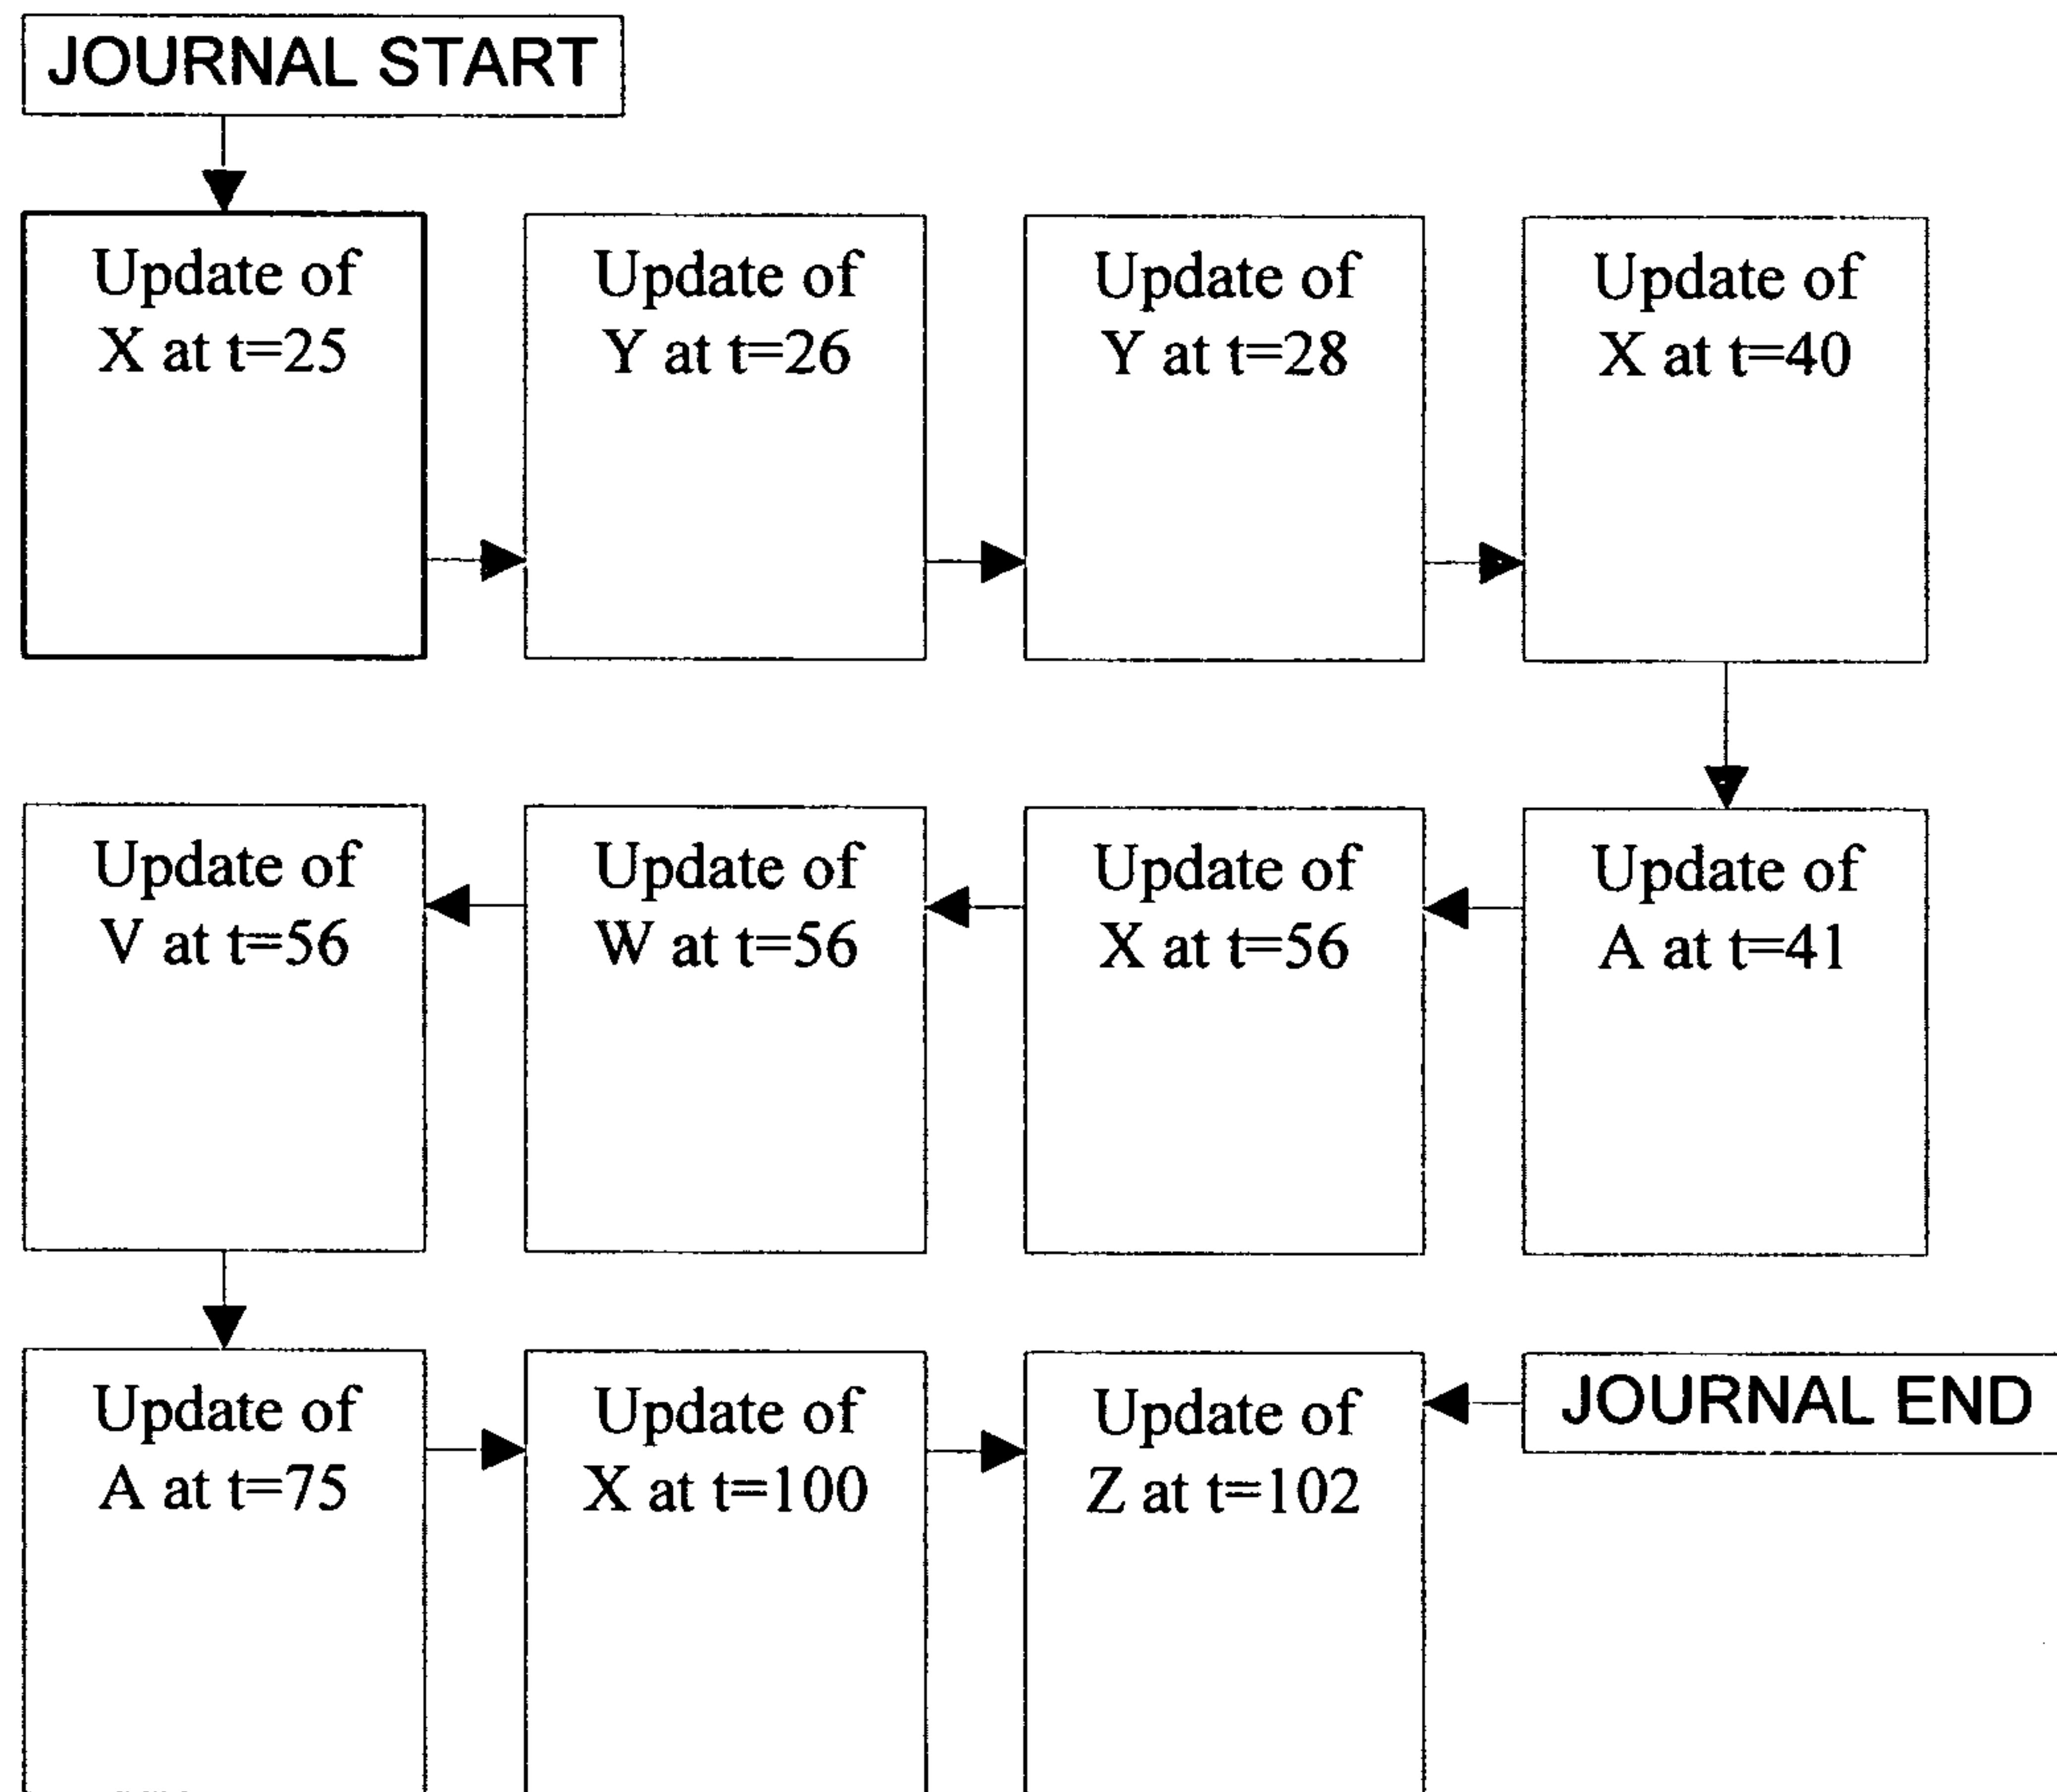 JOURNAL START
Update of
X at t=25
Update of
Y at t=26
Update of
Y at t=28
Update of
X at t=40
Update of
V at t=56
Update of
W at t=56
Update of
X at t=56
Update of
A at t=41
Update of
A at t=75
Update of
X at t=100
Update of
Z at t=102
JOURNAL END